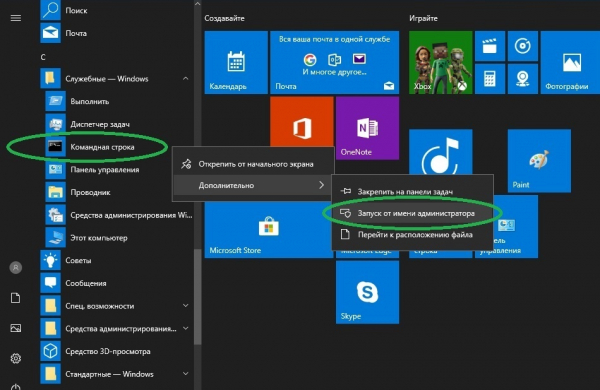 Поиск
Почта
С
Служебные — Windows
Выполнить
Диспетчер задач
Командная строка
Панель управления
Проводник
Средства администрирования Wi...
Этот компьютер
Советы
Сообщения
Спец. возможности
Средства администрирования...
Средство 3D-просмотра
Стандартные — Windows
Открепить от начального экрана
Дополнительно
Закрепить на панели задач
Запуск от имени администратора
Перейти к расположению файла
Создавайте
Календарь
Вся ваша почта в одной службе
И многое другое...
Почта
OneNote
Microsoft Store
Microsoft Edge
строка
Skype
Играйте
Xbox
Фотографии
Paint
управления